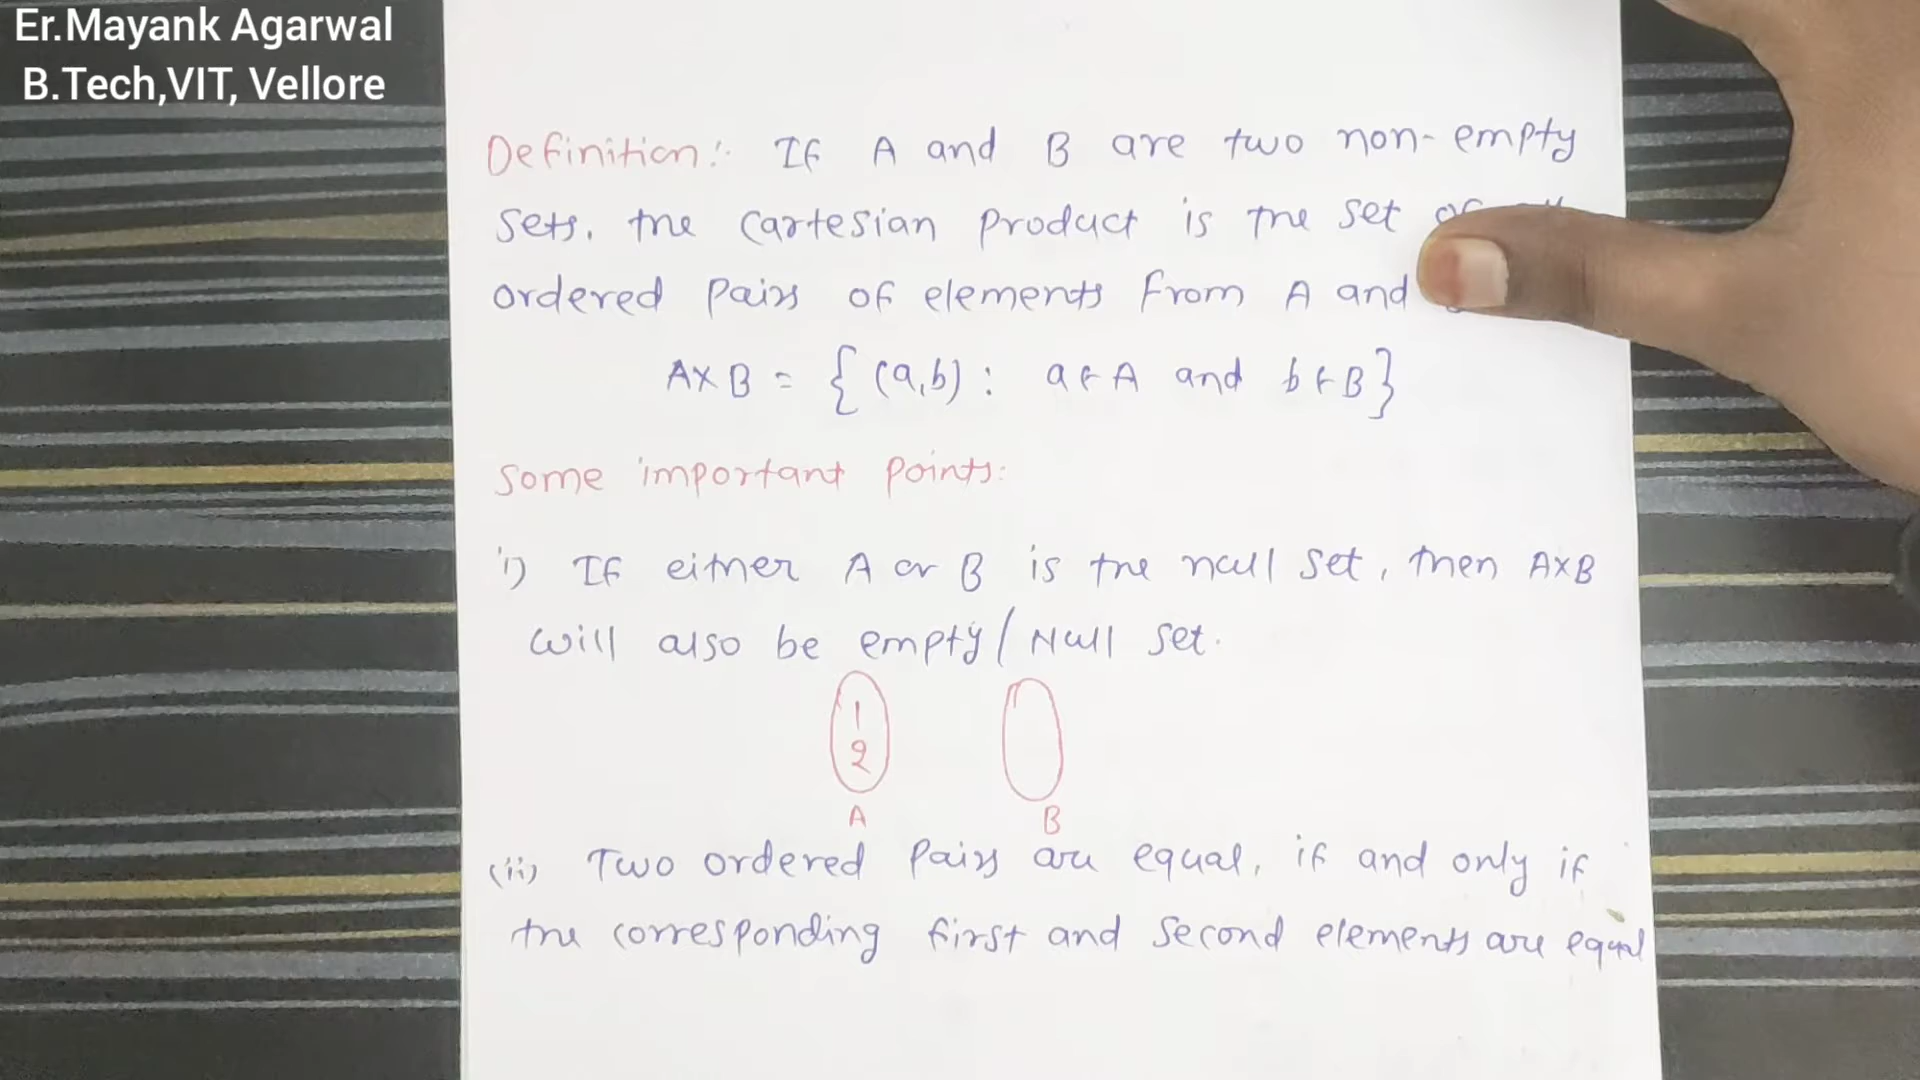 Er.Mayank Agarwal
B.Tech,VIT, Vellore
Definition:- If A and B are two non-empty
sets, the cartesian product is the set of
ordered pairs of elements from A and
A×B = {(a,b): a∈A and b∈B}
Some important points:
i) If either A or B is the null set, then A×B
will also be empty/Null set.
1
2
A B
(ii) Two ordered pairs are equal, if and only if
the corresponding first and second elements are equal